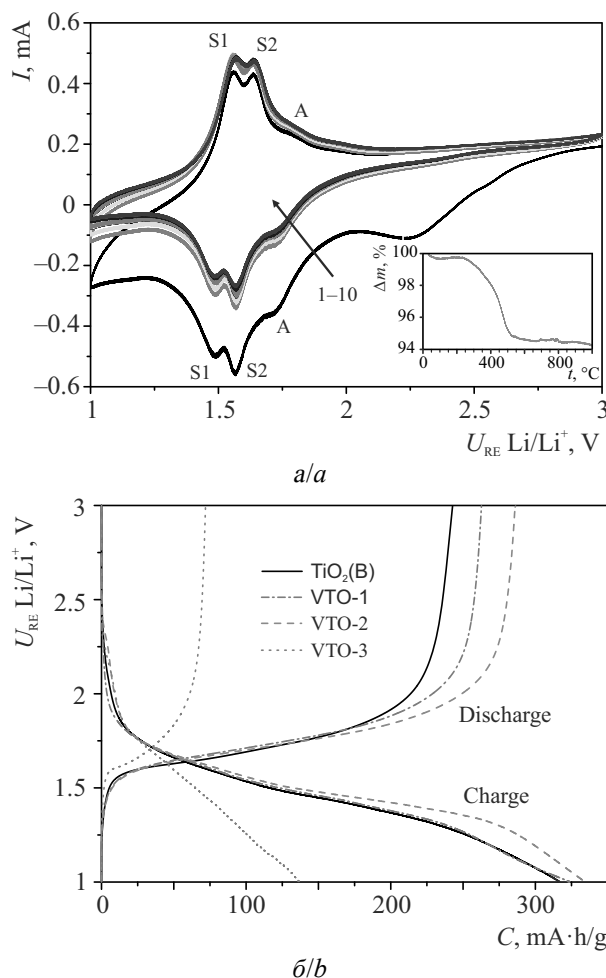 0.6
I, mA
S1
S2
0.4
A
0.2
0
1–10
–0.2
A
–0.4
S1
S2
–0.6
100
98
96
94
Δm, %
0
400
800
t, °C
1
1.5
2
2.5
3
U_RE Li/Li⁺, V
а/a
3
U_RE Li/Li⁺, V
TiO₂(B)
VTO-1
VTO-2
VTO-3
2.5
2
Discharge
Charge
1.5
1
0
100
200
300
C, mA·h/g
б/b